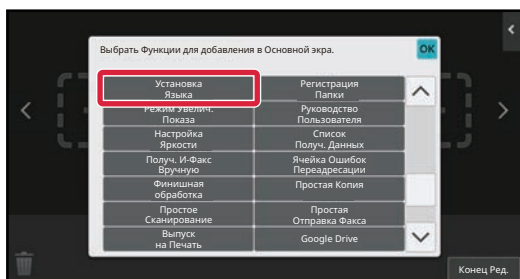 Выбрать Функции для добавления в Основной экра.
OK
Установка
Языка
Регистрация
Папки
Режим Увелич.
Показа
Руководство
Пользователя
Настройка
Яркости
Список
Получ. Данных
Получ. И-Факс
Вручную
Ячейка Ошибок
Переадресации
Финишная
обработка
Простая Копия
Простое
Сканирование
Простая
Отправка Факса
Выпуск
на Печать
Google Drive
Конец Ред.